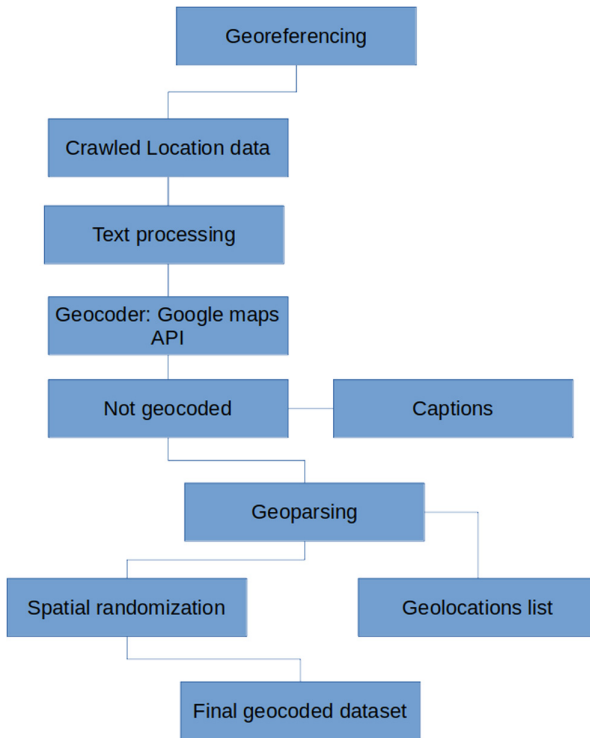 Georeferencing
Crawled Location data
Text processing
Geocoder: Google maps
API
Not geocoded
Captions
Geoparsing
Spatial randomization
Geolocations list
Final geocoded dataset